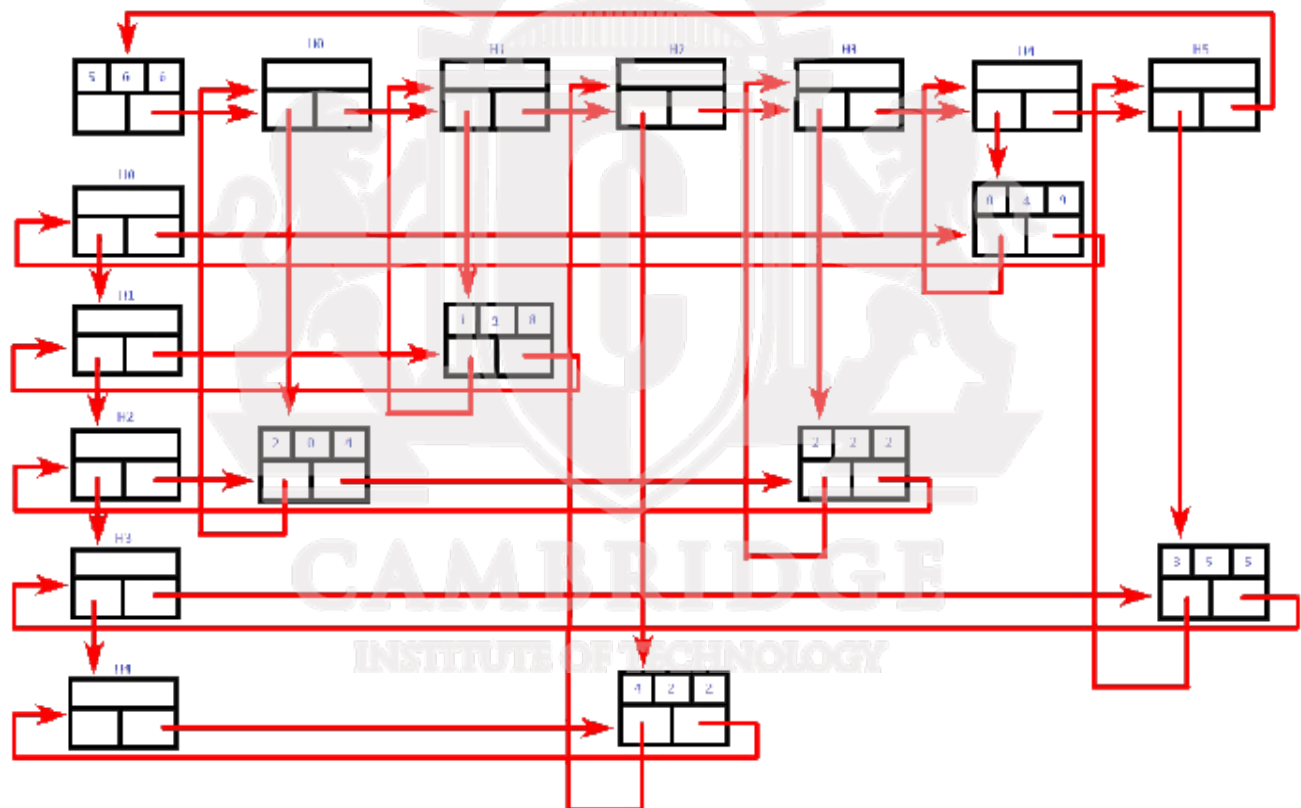 H0 H1 H2 H3 H4 H5
5 6 6
H0
0 4 9
H1
1 1 8
H2
2 0 4 2 2 2
H3
3 5 5
H4
4 2 2
CAMBRIDGE
INSTITUTE OF TECHNOLOGY